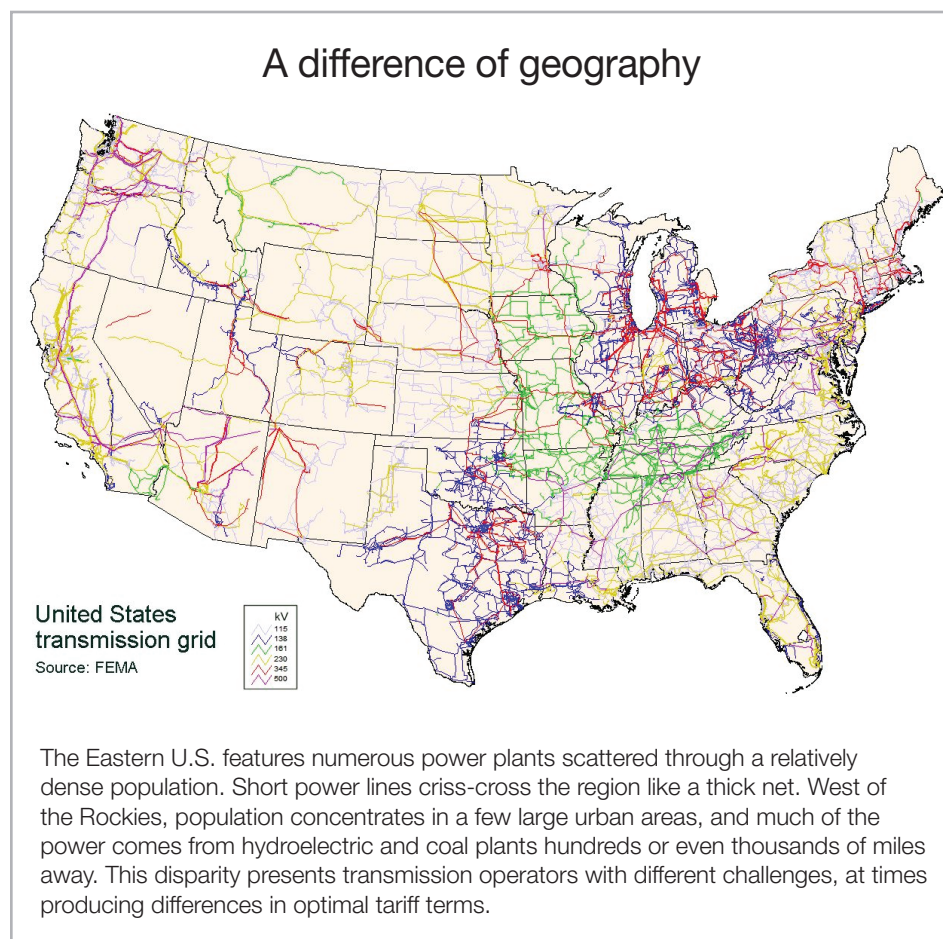 A difference of geography
United States
transmission grid
Source: FEMA
kV
115
138
161
230
345
500
The Eastern U.S. features numerous power plants scattered through a relatively
dense population. Short power lines criss-cross the region like a thick net. West of
the Rockies, population concentrates in a few large urban areas, and much of the
power comes from hydroelectric and coal plants hundreds or even thousands of miles
away. This disparity presents transmission operators with different challenges, at times
producing differences in optimal tariff terms.